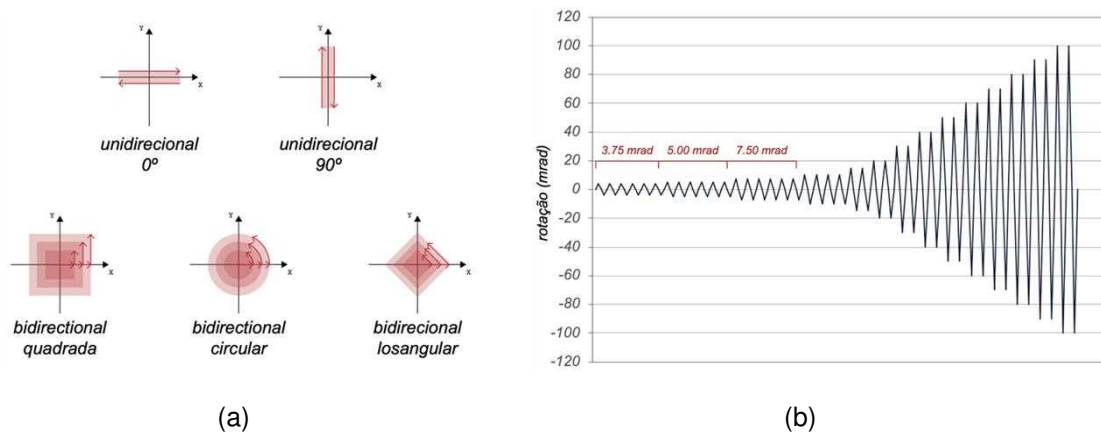 Y
X
unidirecional
0º
Y
X
unidirecional
90º
Y
X
bidirectional
quadrada
Y
X
bidirectional
circular
Y
X
bidirecional
losangular
(a)
rotação (mrad)
120
100
80
60
40
20
0
-20
-40
-60
-80
-100
-120
3.75 mrad
5.00 mrad
7.50 mrad
(b)